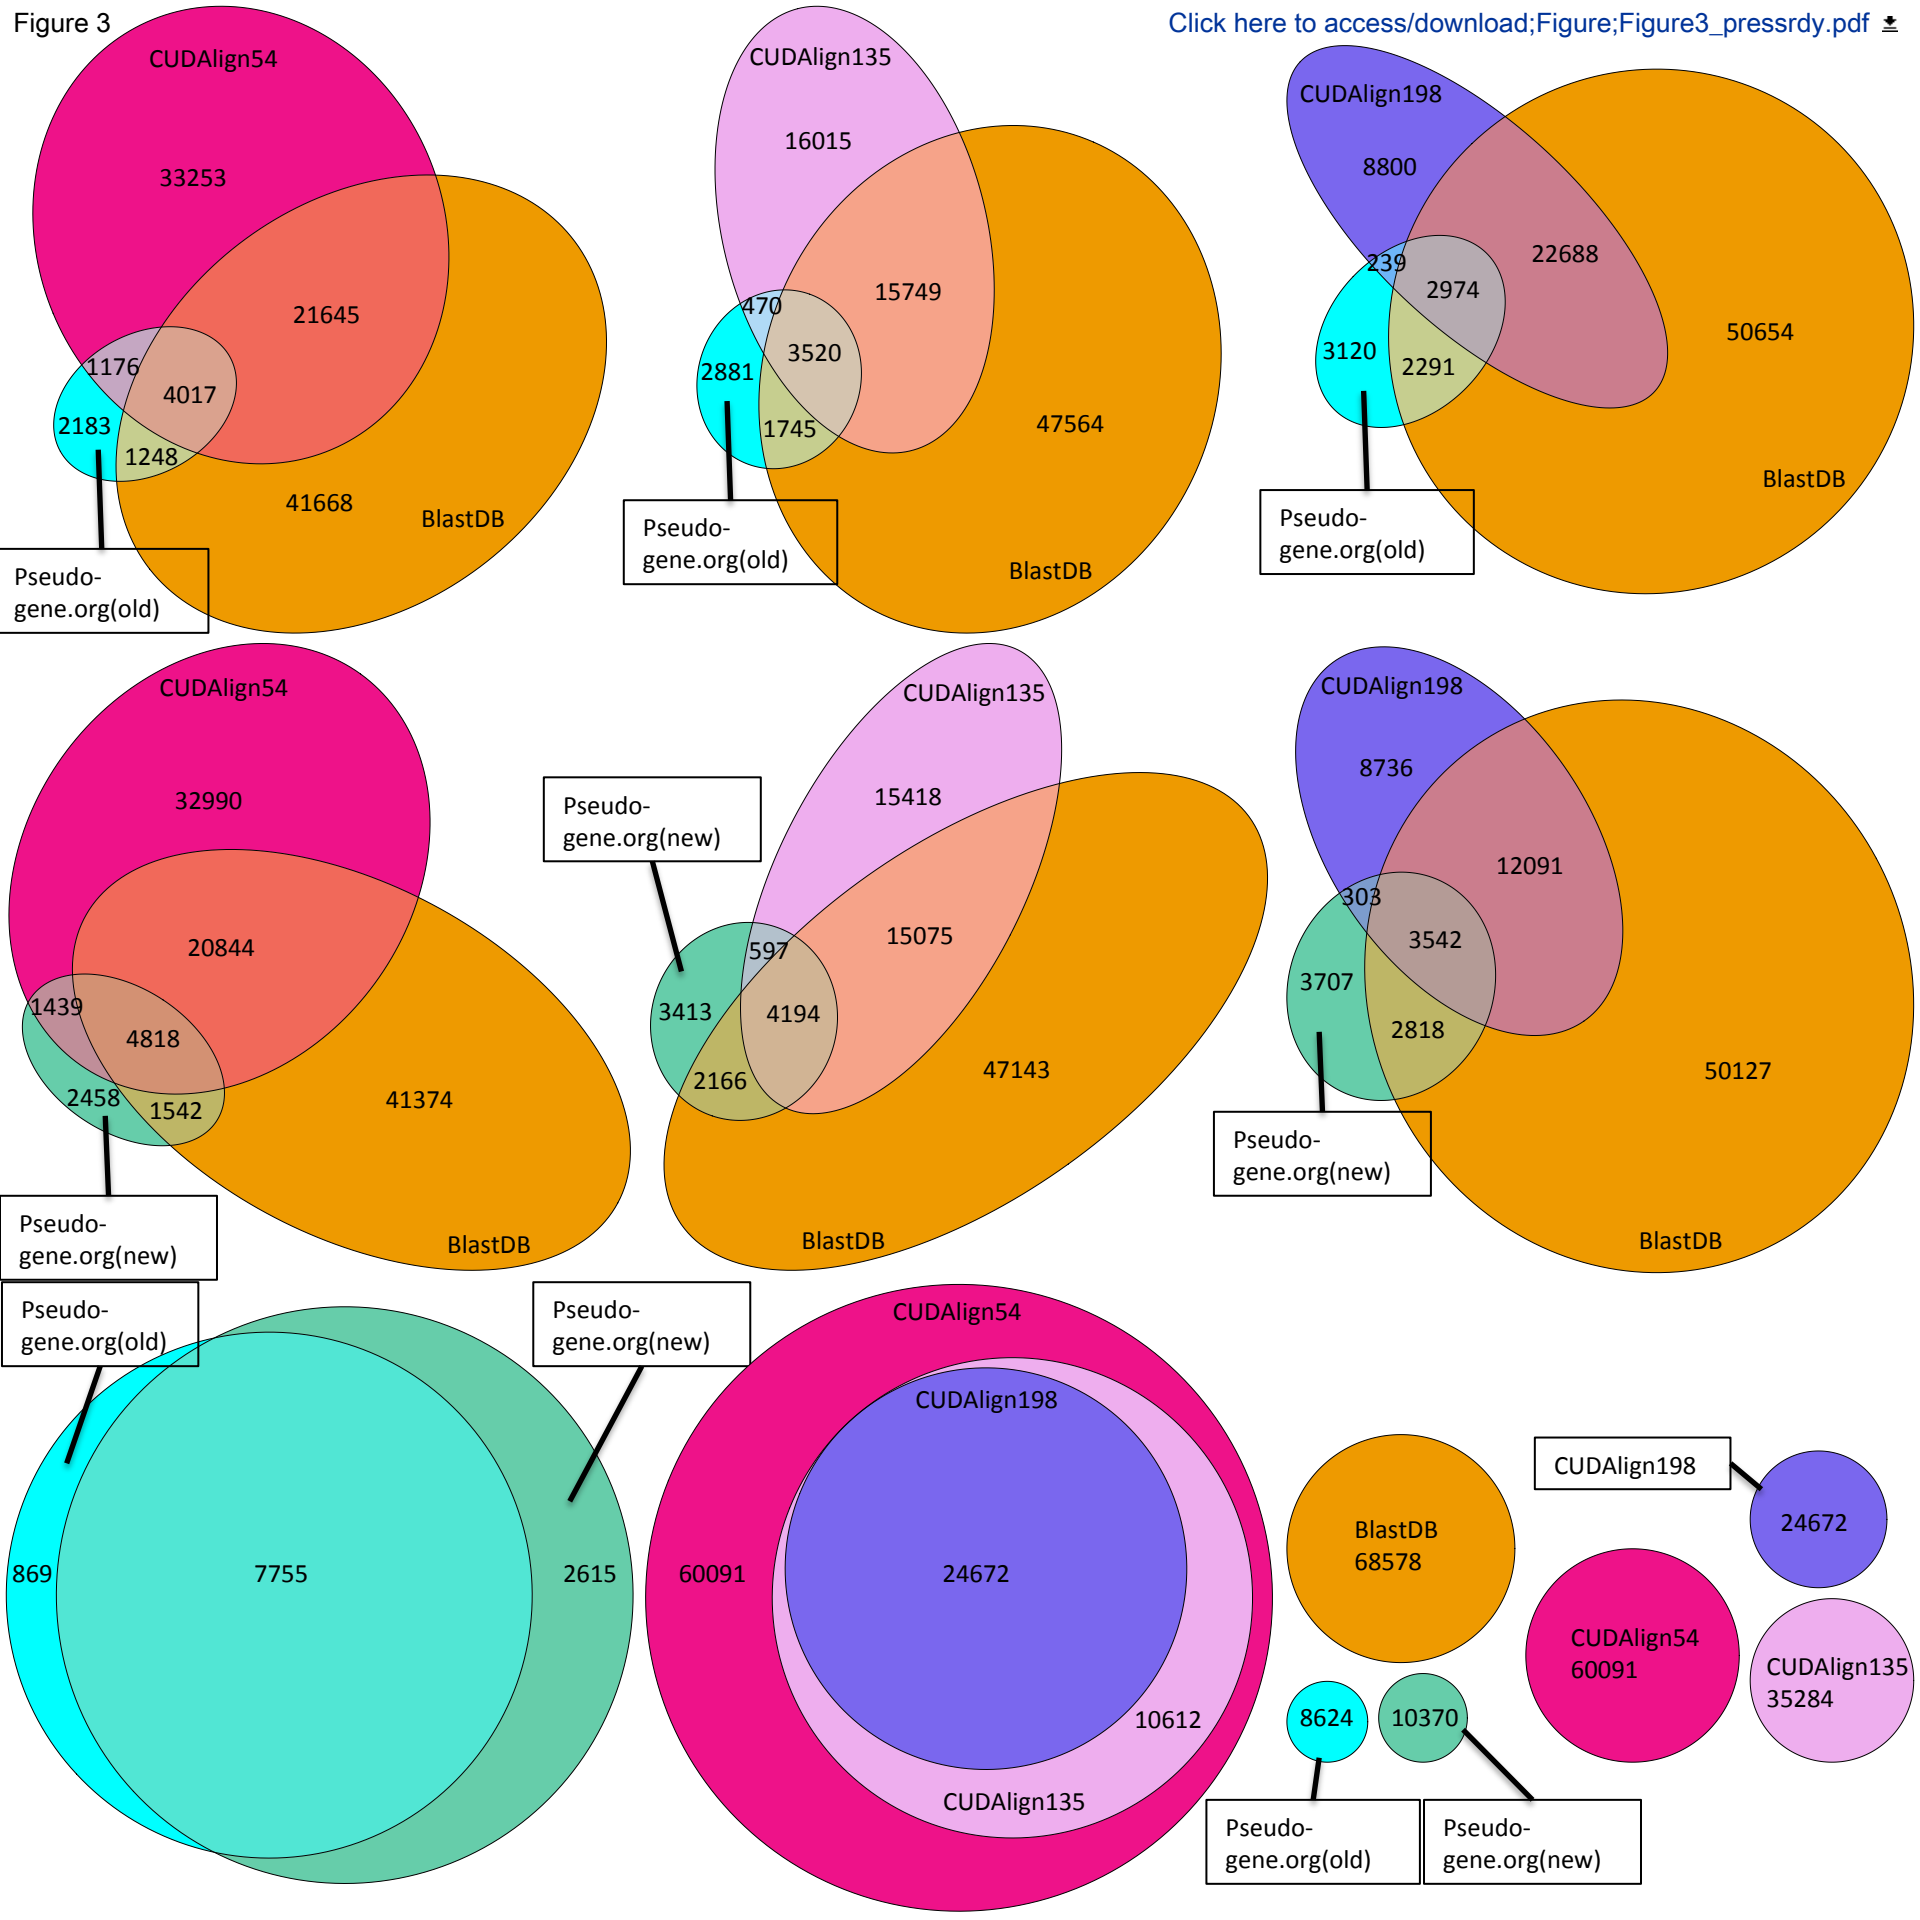 Figure 3
Click here to access/download;Figure;Figure3_pressrdy.pdf
CUDAlign54
33253
21645
1176
4017
2183
1248
41668
BlastDB
Pseudo-
gene.org(old)
CUDAlign135
16015
15749
470
3520
2881
1745
47564
BlastDB
Pseudo-
gene.org(old)
CUDAlign198
8800
22688
239
2974
3120
2291
50654
BlastDB
Pseudo-
gene.org(old)
CUDAlign54
32990
20844
1439
4818
2458
1542
41374
BlastDB
Pseudo-
gene.org(new)
CUDAlign135
15418
Pseudo-
gene.org(new)
15075
597
4194
3413
2166
47143
BlastDB
CUDAlign198
8736
12091
303
3542
3707
2818
50127
Pseudo-
gene.org(new)
BlastDB
Pseudo-
gene.org(old)
Pseudo-
gene.org(new)
869
7755
2615
CUDAlign54
CUDAlign198
60091
24672
10612
CUDAlign135
BlastDB
68578
CUDAlign198
24672
CUDAlign54
60091
CUDAlign135
35284
8624
10370
Pseudo-
gene.org(old)
Pseudo-
gene.org(new)